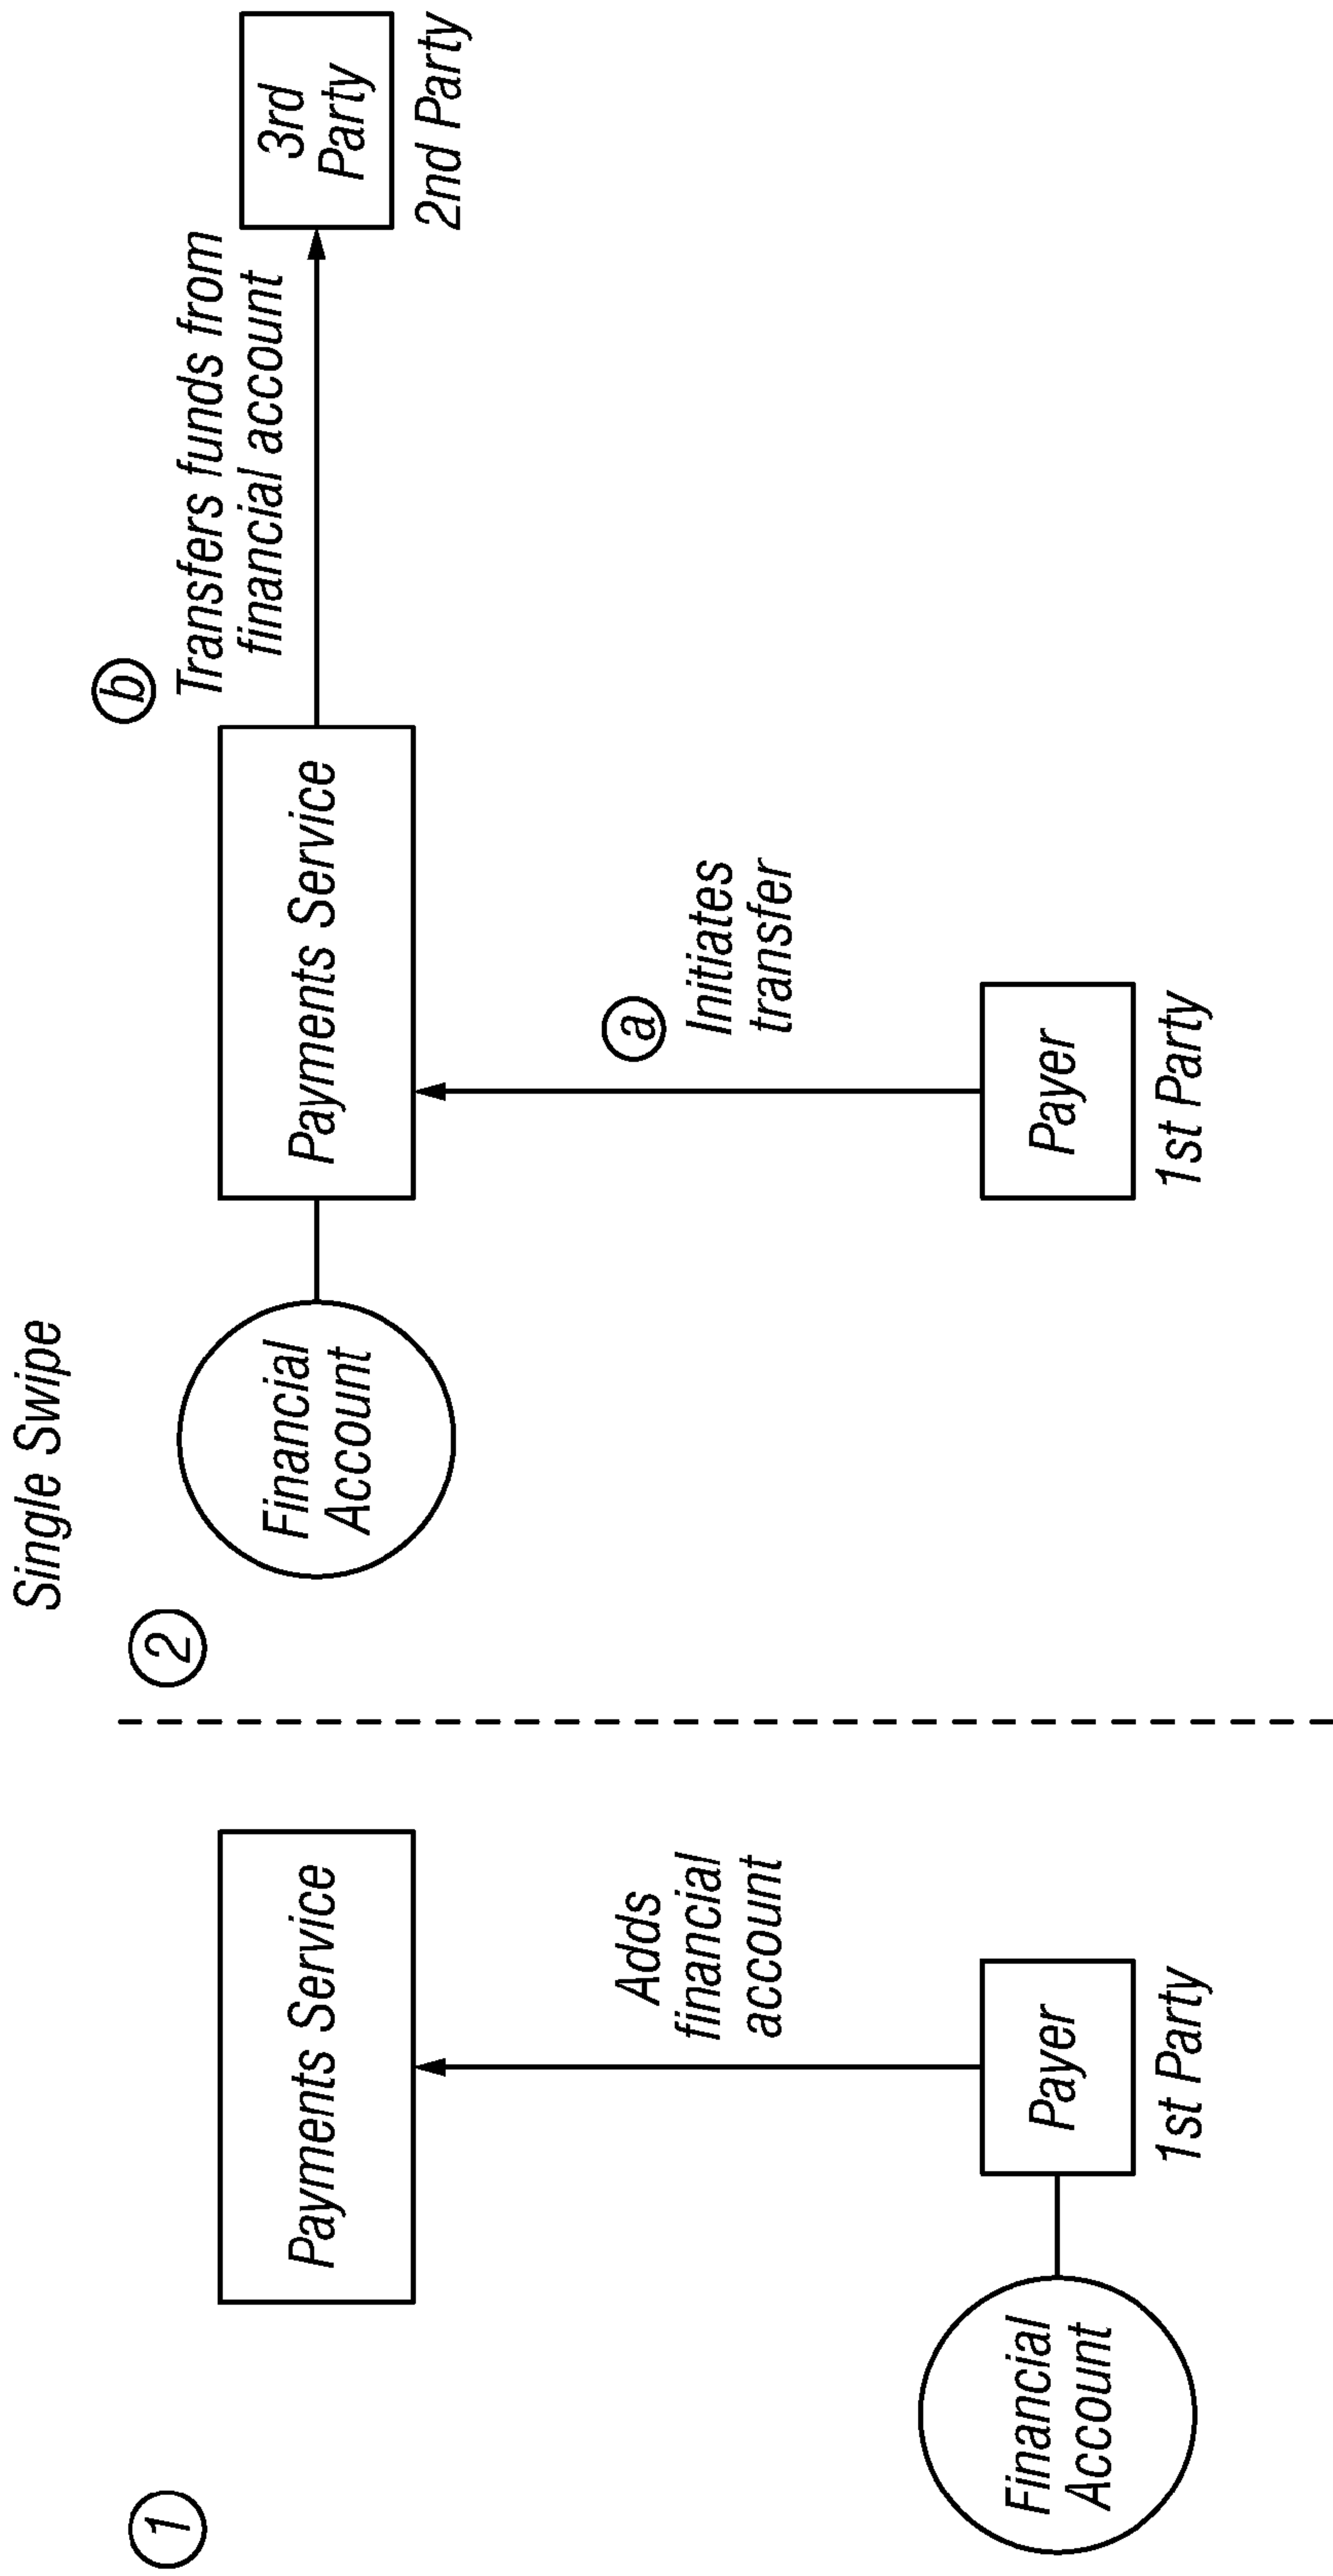 Single Swipe
1
Payments Service
Adds
financial
account
Financial
Account
Payer
1st Party
2
Financial
Account
Payments Service
b
Transfers funds from
financial account
3rd
Party
2nd Party
a
Initiates
transfer
Payer
1st Party